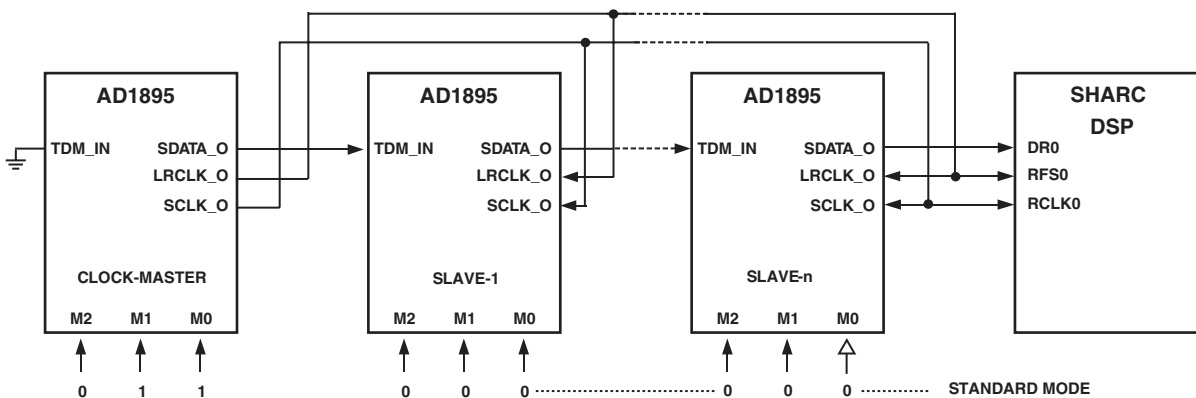 AD1895
TDM_IN
SDATA_O
LRCLK_O
SCLK_O
CLOCK-MASTER
M2 M1 M0
0 1 1
AD1895
TDM_IN
SDATA_O
LRCLK_O
SCLK_O
SLAVE-1
M2 M1 M0
0 0 0
AD1895
TDM_IN
SDATA_O
LRCLK_O
SCLK_O
SLAVE-n
M2 M1 M0
0 0 0
STANDARD MODE
SHARC
DSP
DR0
RFS0
RCLK0